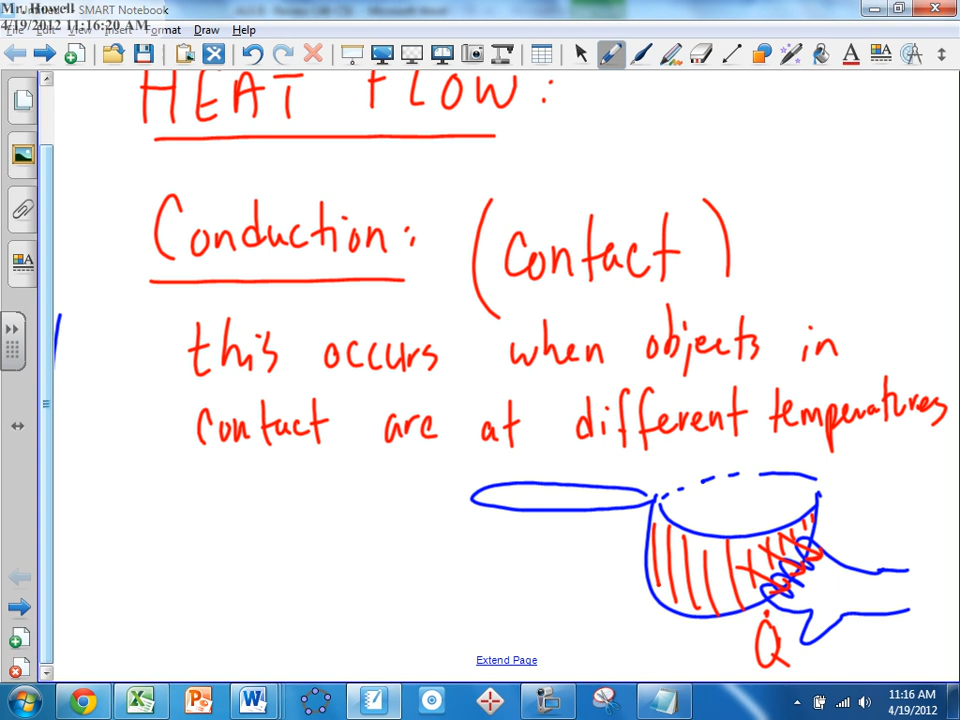 Mr. Howell
SMART Notebook
4/19/2012 11:16:20 AM
File Edit View Insert Format Draw Help
HEAT FLOW:
Conduction: (contact)
this occurs when objects in
contact are at different temperatures
Q̇
Extend Page
11:16 AM
4/19/2012